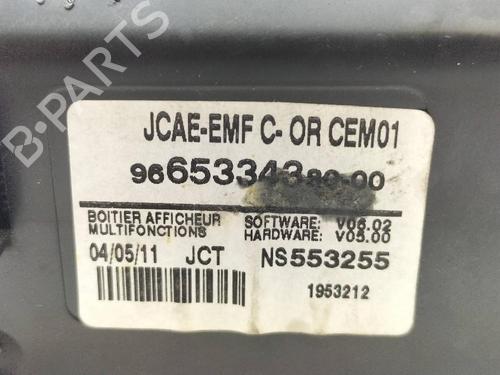 JCAE-EMF C- OR CEM01
9665334380-00
BOITIER AFFICHEUR
MULTIFONCTIONS
SOFTWARE: V06.02
HARDWARE: V05.00
04/05/11 JCT NS553255
1953212
B-PARTS